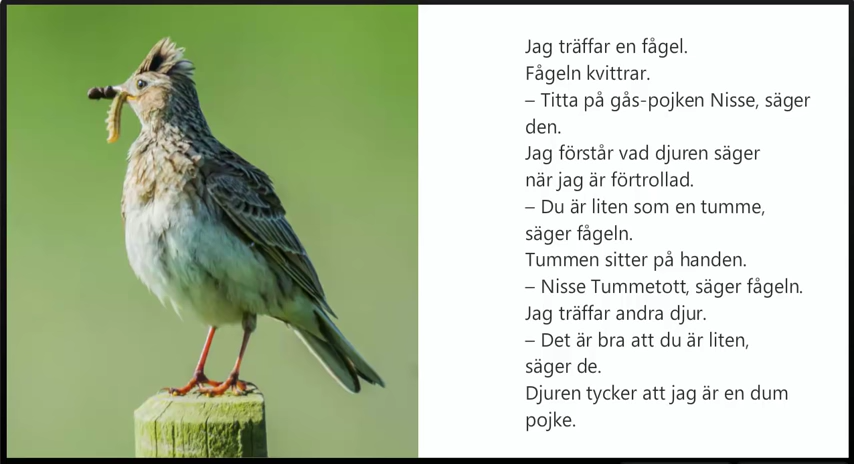 Jag träffar en fågel.
Fågeln kvittrar.
– Titta på gås-pojken Nisse, säger
den.
Jag förstår vad djuren säger
när jag är förtrollad.
– Du är liten som en tumme,
säger fågeln.
Tummen sitter på handen.
– Nisse Tummetott, säger fågeln.
Jag träffar andra djur.
– Det är bra att du är liten,
säger de.
Djuren tycker att jag är en dum
pojke.